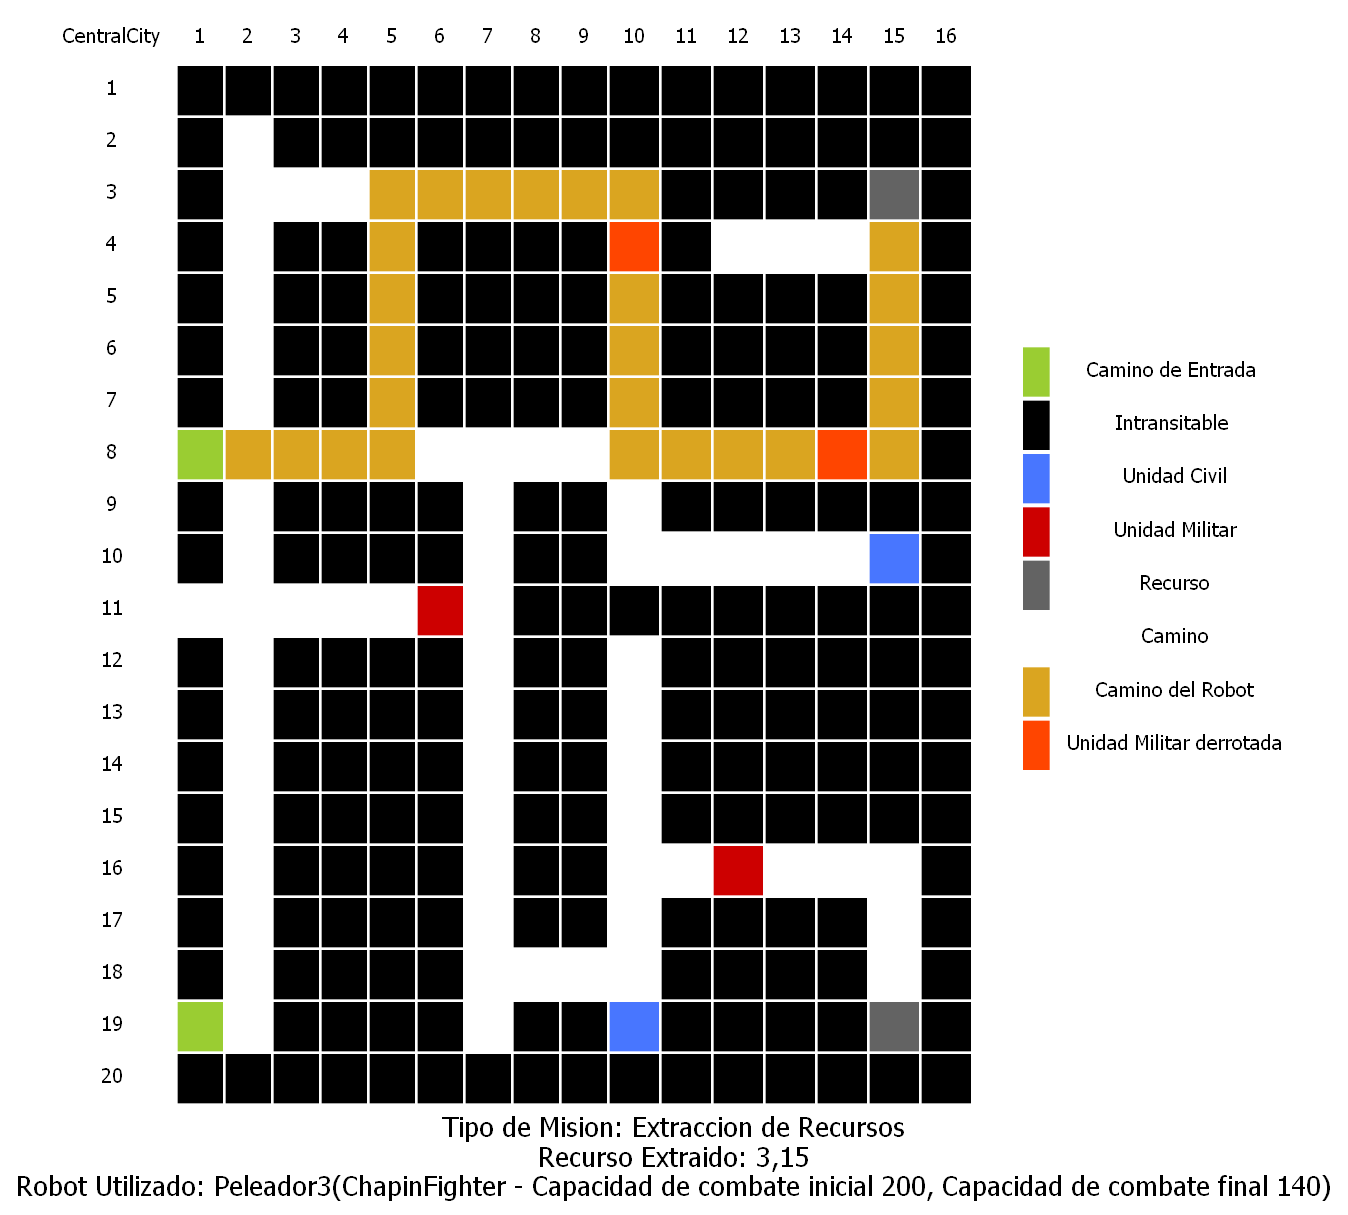 CentralCity 1 2 3 4 5 6 7 8 9 10 11 12 13 14 15 16
1
2
3
4
5
6
7
8
9
10
11
12
13
14
15
16
17
18
19
20
Camino de Entrada
Intransitable
Unidad Civil
Unidad Militar
Recurso
Camino
Camino del Robot
Unidad Militar derrotada
Tipo de Mision: Extraccion de Recursos
Recurso Extraido: 3,15
Robot Utilizado: Peleador3(ChapinFighter - Capacidad de combate inicial 200, Capacidad de combate final 140)